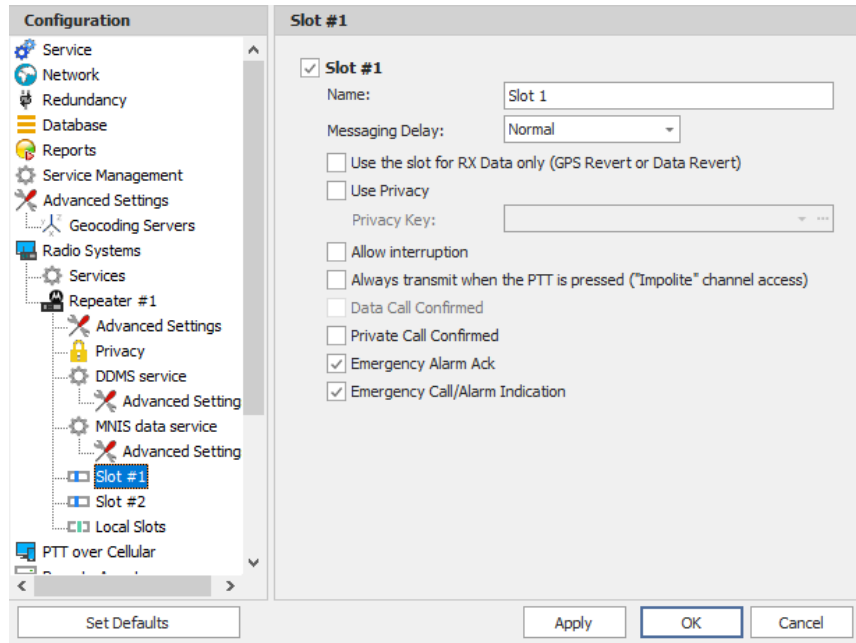 Configuration
Service
Network
Redundancy
Database
Reports
Service Management
Advanced Settings
Geocoding Servers
Radio Systems
Services
Repeater #1
Advanced Settings
Privacy
DDMS service
Advanced Setting
MNIS data service
Advanced Setting
Slot #1
Slot #2
Local Slots
PTT over Cellular
Set Defaults
Slot #1
Slot #1
Name:
Slot 1
Messaging Delay:
Normal
Use the slot for RX Data only (GPS Revert or Data Revert)
Use Privacy
Privacy Key:
Allow interruption
Always transmit when the PTT is pressed ("Impolite" channel access)
Data Call Confirmed
Private Call Confirmed
Emergency Alarm Ack
Emergency Call/Alarm Indication
Apply
OK
Cancel